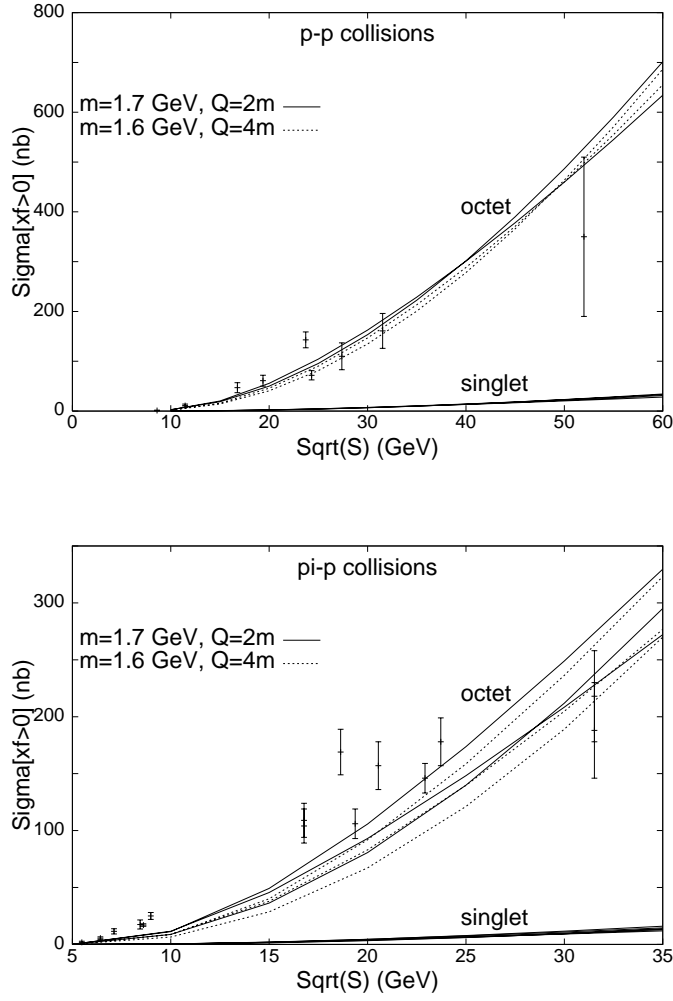 800
p-p collisions
m=1.7 GeV, Q=2m
m=1.6 GeV, Q=4m
600
Sigma[xf>0] (nb)
400
octet
200
singlet
0
0 10 20 30 40 50 60
Sqrt(S) (GeV)
pi-p collisions
300
m=1.7 GeV, Q=2m
m=1.6 GeV, Q=4m
Sigma[xf>0] (nb)
octet
200
100
singlet
0
5 10 15 20 25 30 35
Sqrt(S) (GeV)